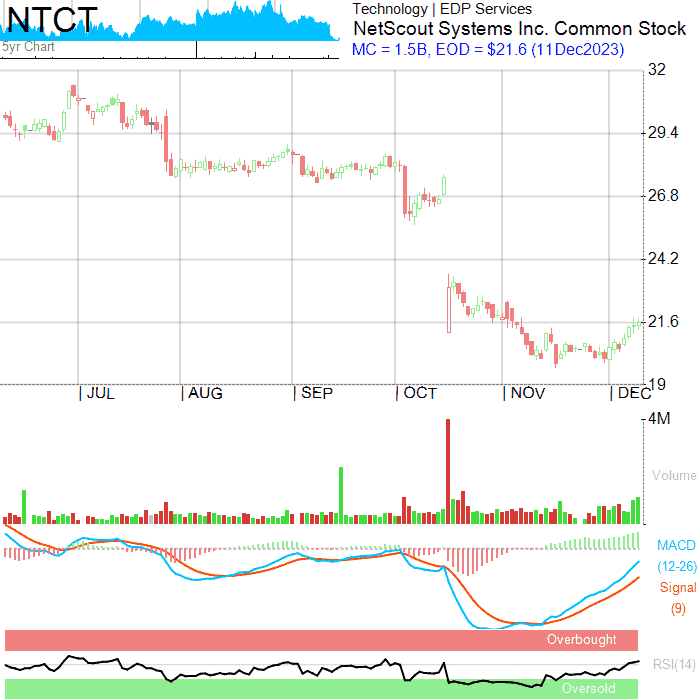 NTCT
5yr Chart
Technology | EDP Services
NetScout Systems Inc. Common Stock
MC = 1.5B, EOD = $21.6 (11Dec2023)
32
29.4
26.8
24.2
21.6
19
JUL
AUG
SEP
OCT
NOV
DEC
4M
Volume
MACD
(12-26)
Signal
(9)
Overbought
RSI(14)
Oversold